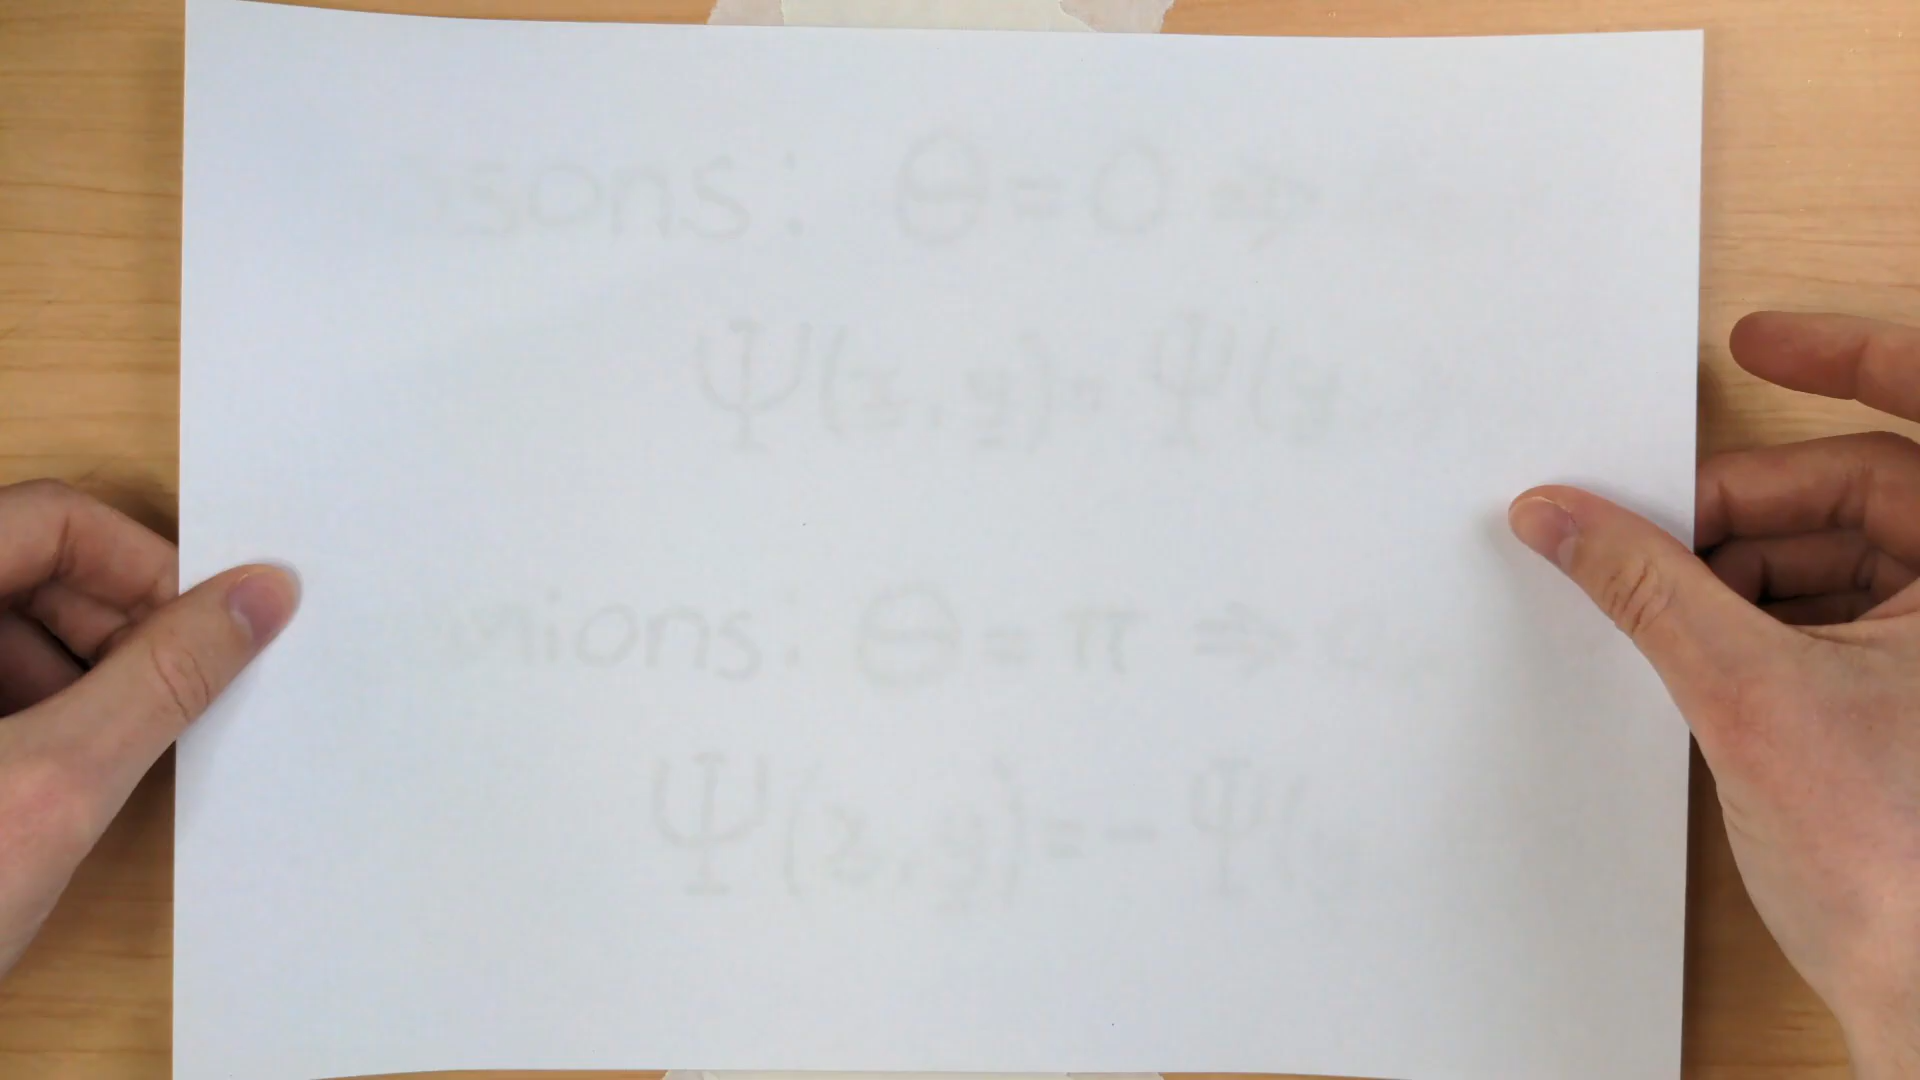 sons: Θ = 0 ⇒
Ψ(x, y) = Ψ(y
mions: Θ = π ⇒
Ψ(x, y) = - Ψ(